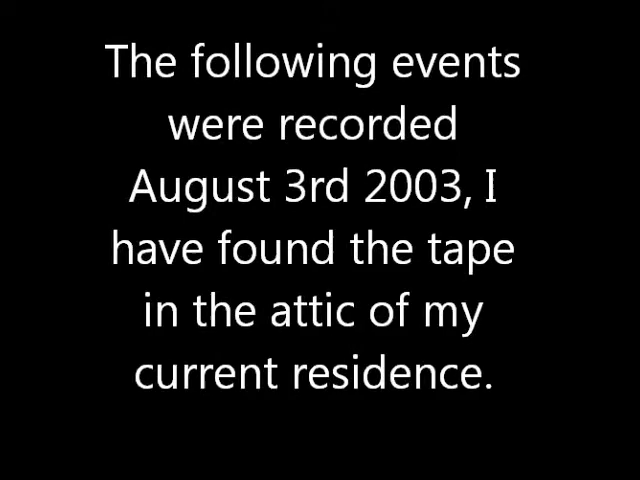 The following events
were recorded
August 3rd 2003, I
have found the tape
in the attic of my
current residence.